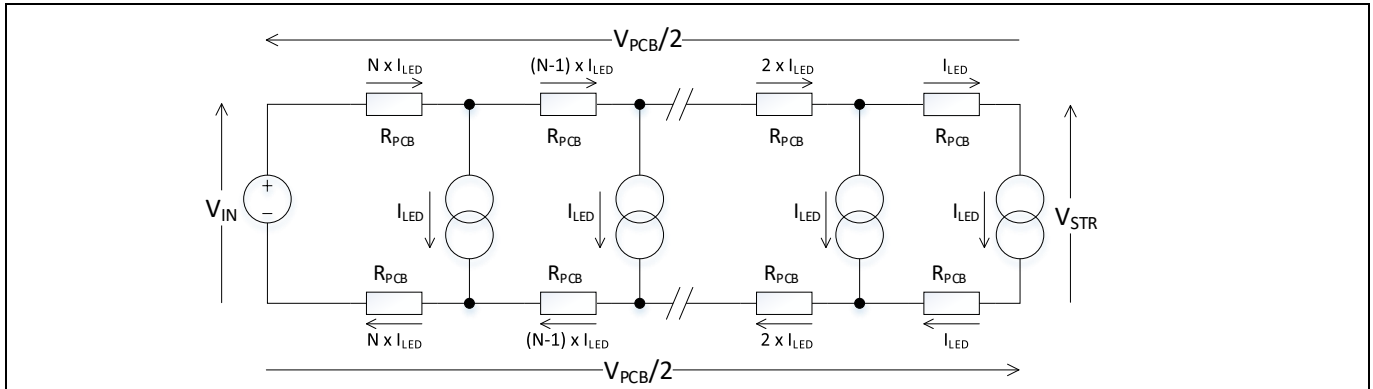 V_PCB/2
N x I_LED (N-1) x I_LED 2 x I_LED I_LED
R_PCB R_PCB R_PCB R_PCB
+
−
V_IN I_LED I_LED I_LED I_LED V_STR
R_PCB R_PCB R_PCB R_PCB
N x I_LED (N-1) x I_LED 2 x I_LED I_LED
V_PCB/2